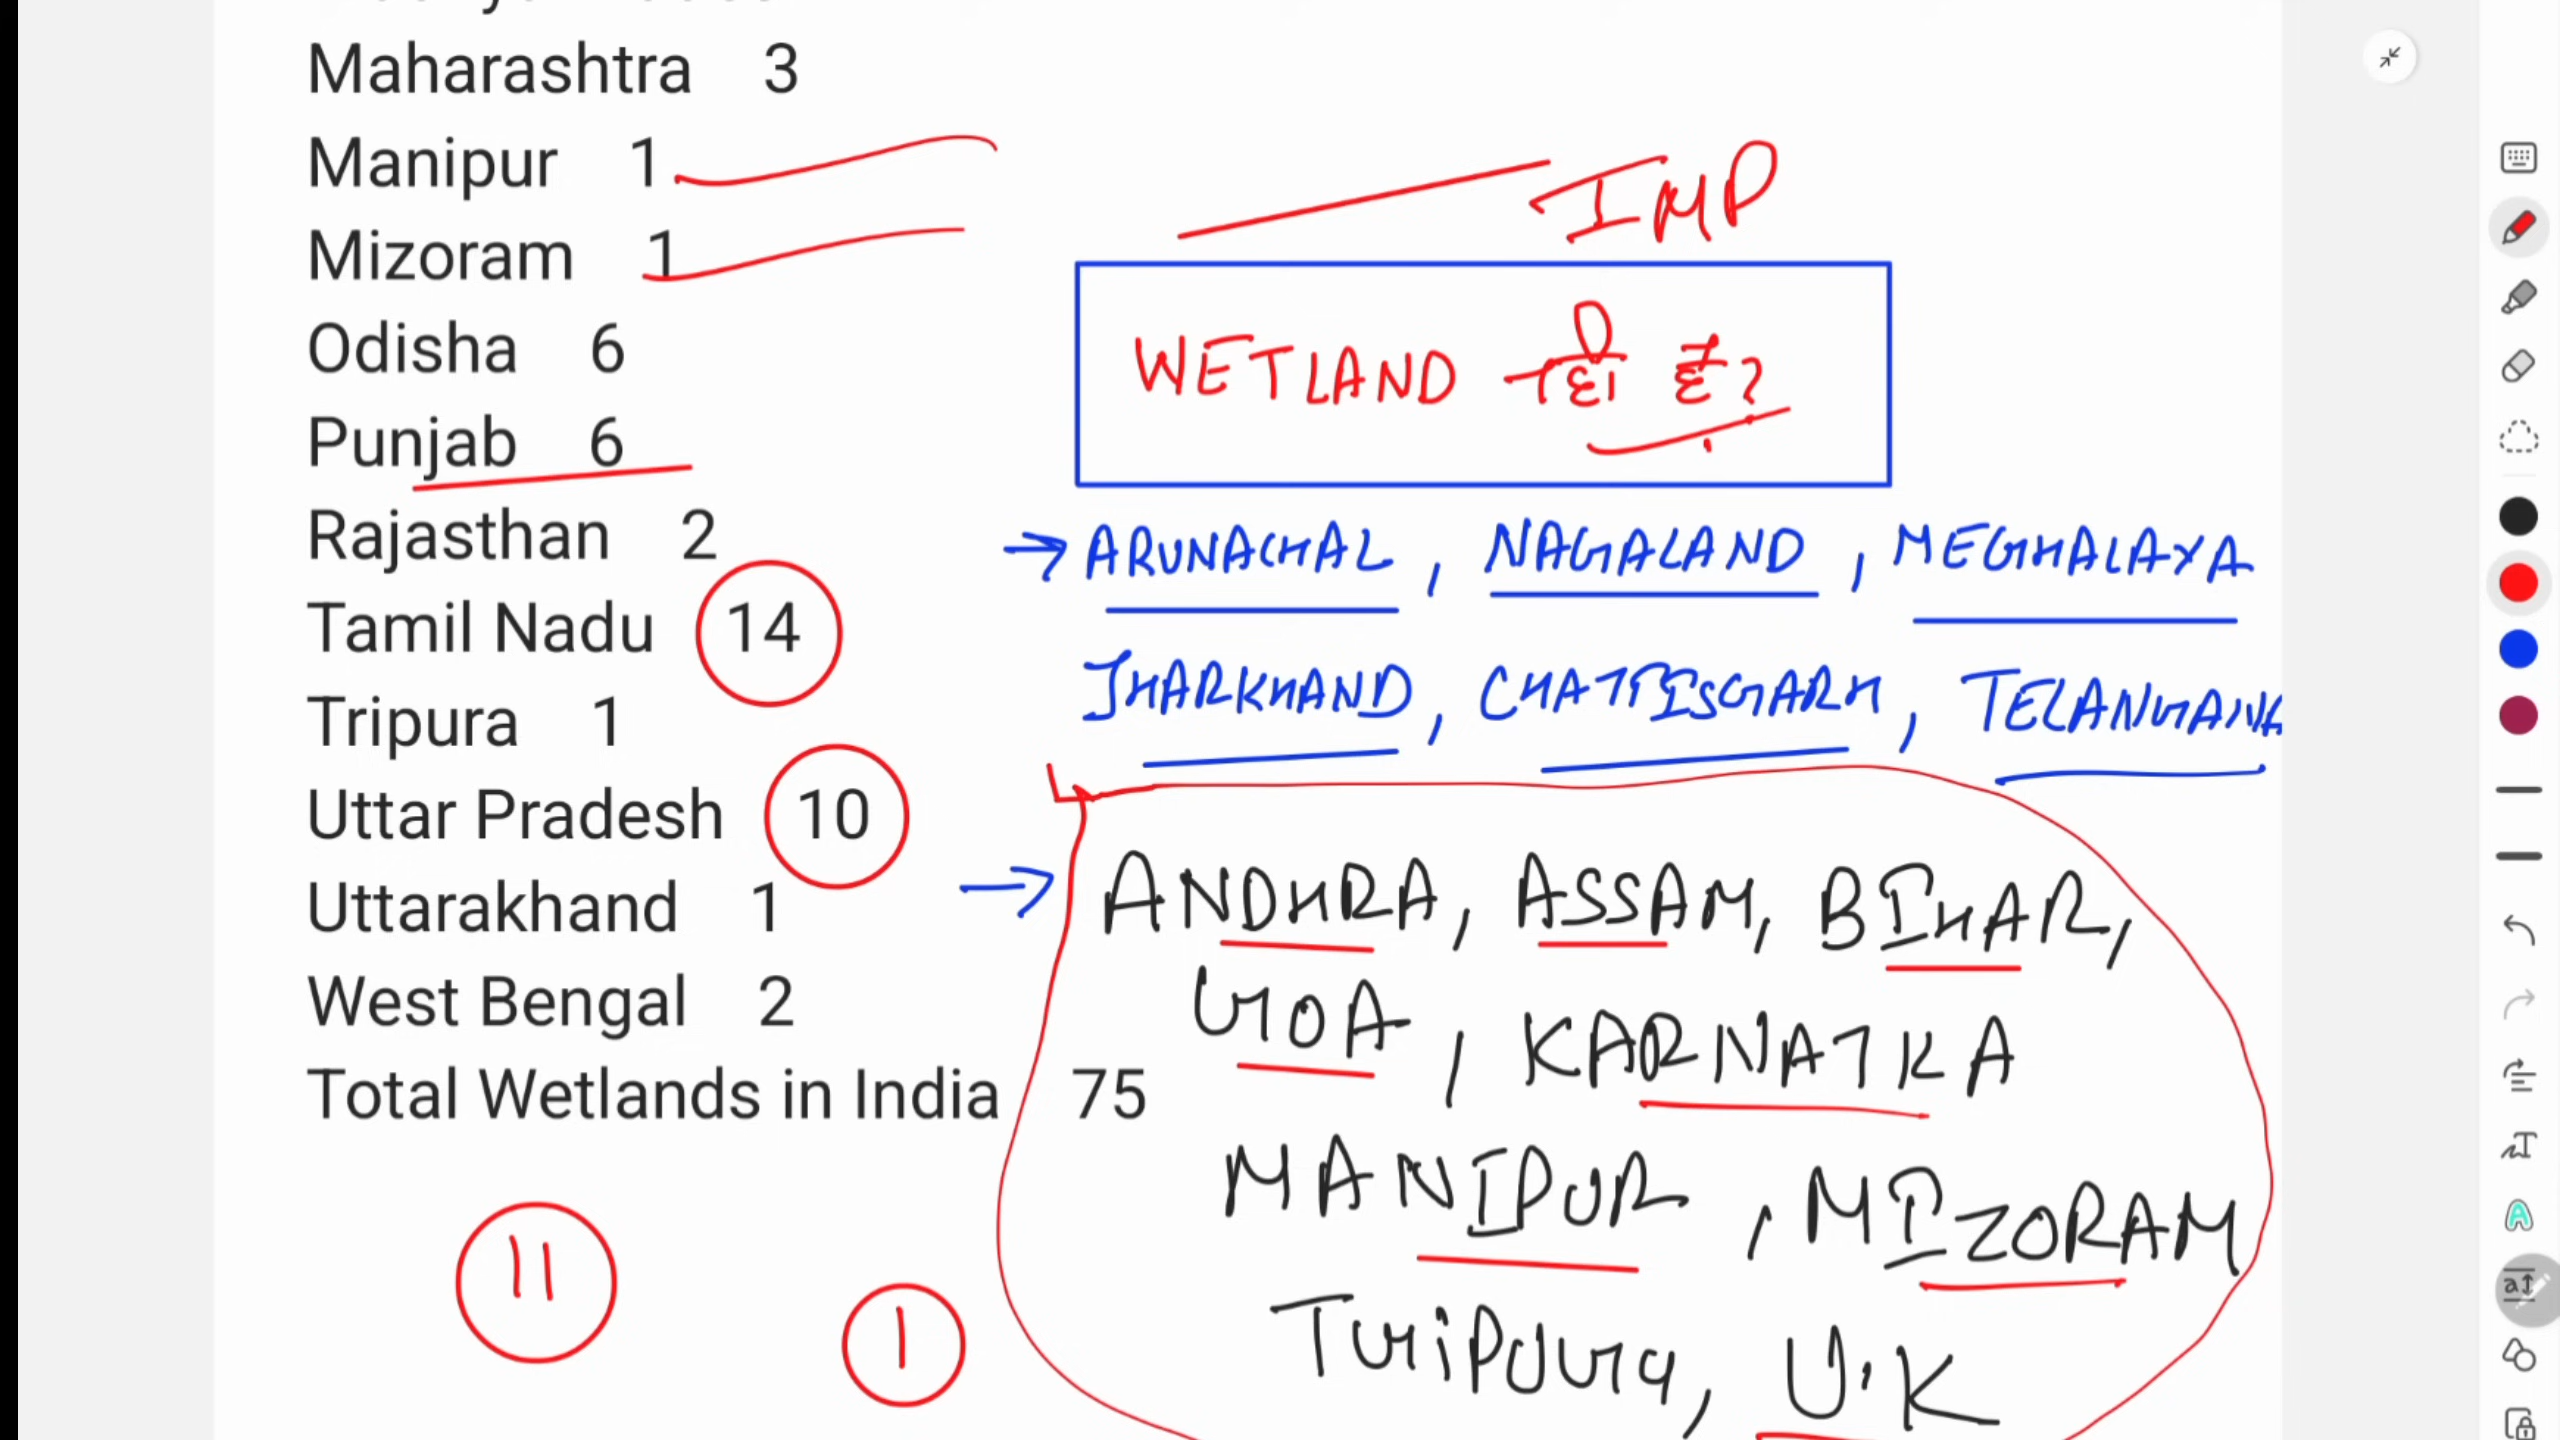 Maharashtra 3
Manipur 1
Mizoram 1
Odisha 6
Punjab 6
Rajasthan 2
Tamil Nadu 14
Tripura 1
Uttar Pradesh 10
Uttarakhand 1
West Bengal 2
Total Wetlands in India 75
11
1
IMP
WETLAND
ARUNACHAL, NAGALAND, MEGHALAYA
JHARKHAND, CHATTISGARH, TELANGANA
ANDHRA, ASSAM, BIHAR,
GOA, KARNATKA
MANIPUR, MIZORAM
Tripura, U.K